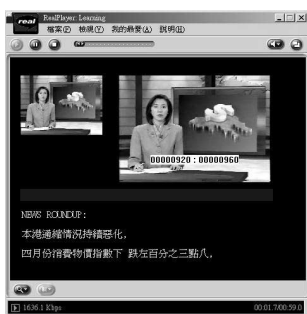 real RealPlayer: Learning
檔案(F) 檢視(V) 我的最愛(A) 說明(H)
00000920 : 00000960
NEWS ROUNDUP:
本港通縮情況持續惡化,
四月份消費物價指數下 跌左百分之三點八,
1636.1 Kbps 00:01.7/00:59.0